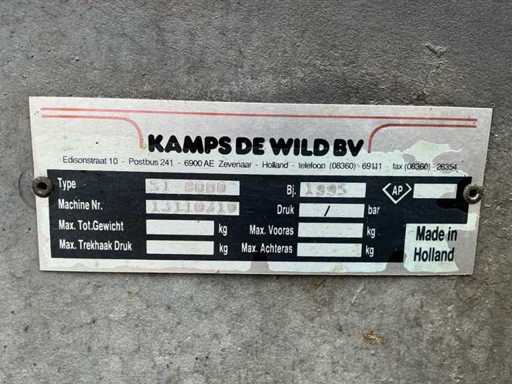 KAMPS DE WILD BV
Edisonstraat 10 - Postbus 241 - 6900 AE Zevenaar - Holland - telefoon (08360) - 69111 - fax (08360) - 26354
Type SI 8000 Bj. 1995 AP
Machine Nr. 13110310 Druk / bar
Max. Tot.Gewicht kg Max. Vooras kg
Max. Trekhaak Druk kg Max. Achteras kg
Made in
Holland